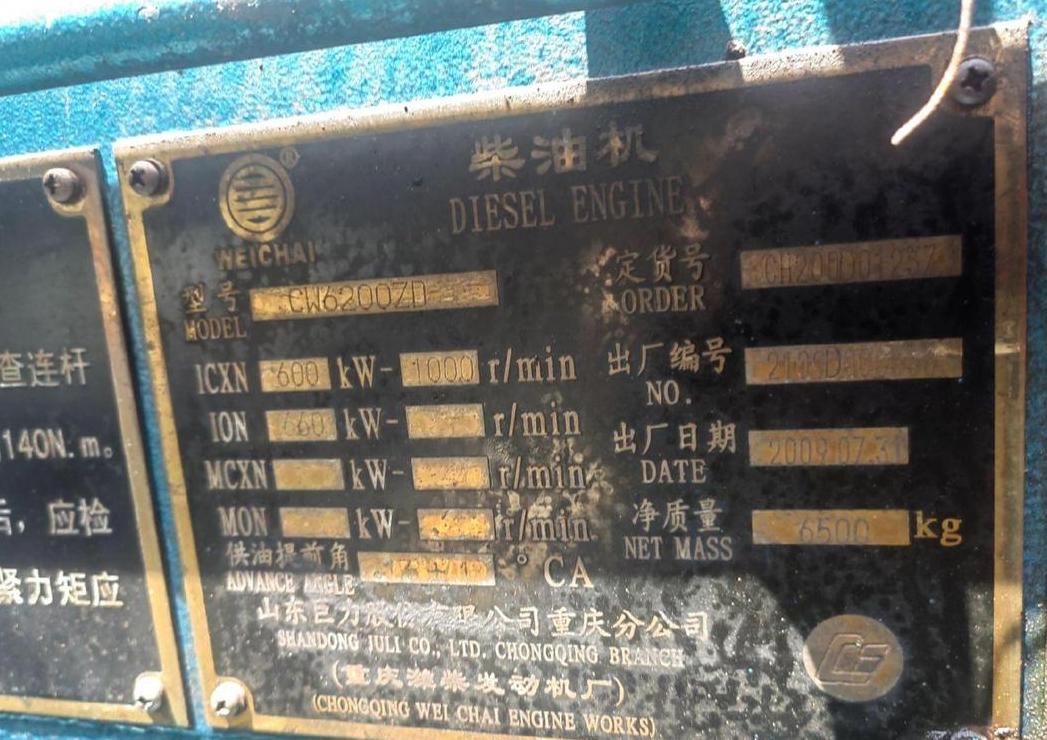 查连杆
140N.m。
应检
紧力矩应
®
WEICHAI
柴油机
DIESEL ENGINE
型号 CW6200ZD
MODEL
定货号
ORDER
ICXN 600 kW- 1000 r/min
出厂编号
NO.
ION 660 kW- r/min
出厂日期 2009.07.31
DATE
MCXN kW- r/min
MON kW- r/min
净质量 6500 kg
NET MASS
供油提前角
ADVANCE ANGLE °CA
山东巨力股份有限公司重庆分公司
SHANDONG JULI CO., LTD. CHONGQING BRANCH
(重庆潍柴发动机厂)
(CHONGQING WEI CHAI ENGINE WORKS)